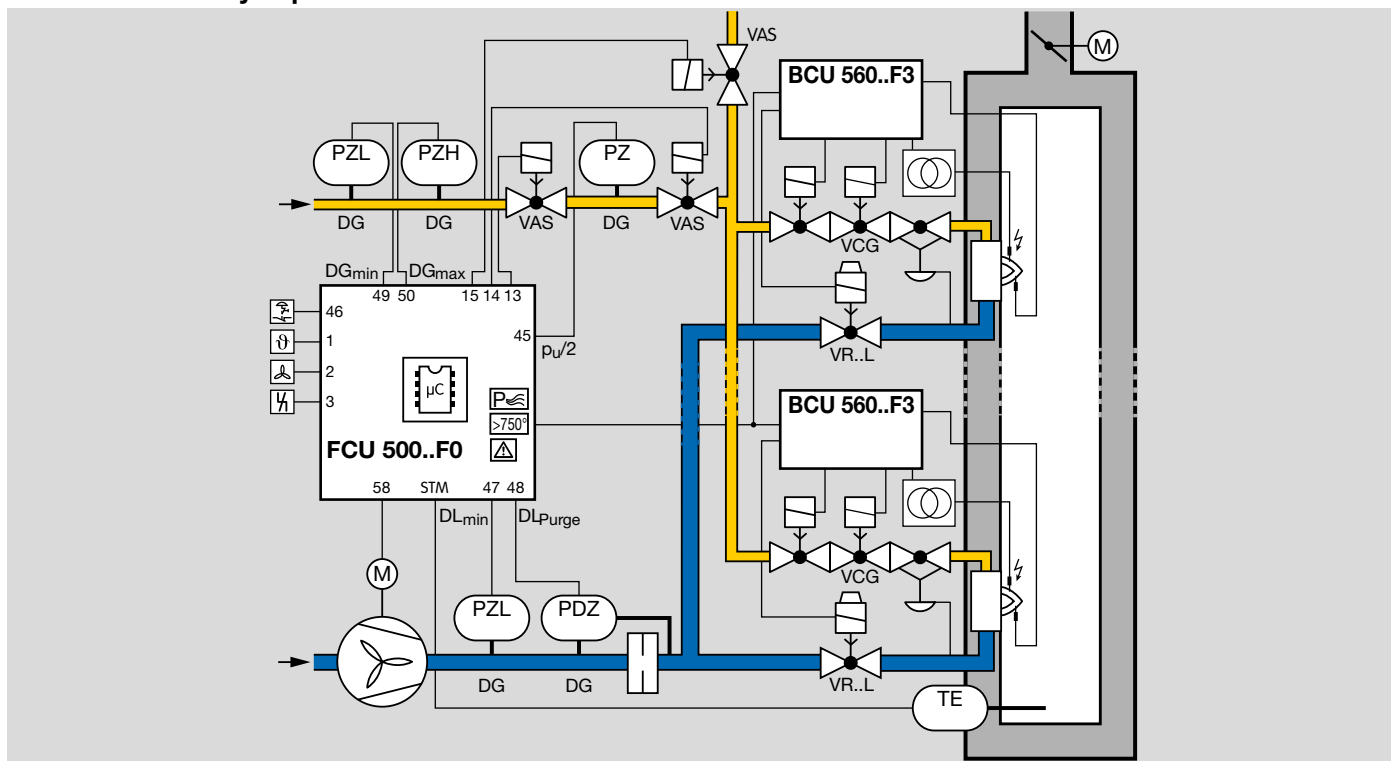 VAS
M
BCU 560..F3
PZL
PZH
PZ
DG
DG
VAS
DG
VAS
VCG
DGmin
DGmax
49 50
15 14 13
46
1
2
3
45
pu/2
µC
P
>750°
FCU 500..F0
58
STM
47
48
DLmin
DLPurge
VR..L
BCU 560..F3
VCG
M
PZL
PDZ
DG
DG
VR..L
TE